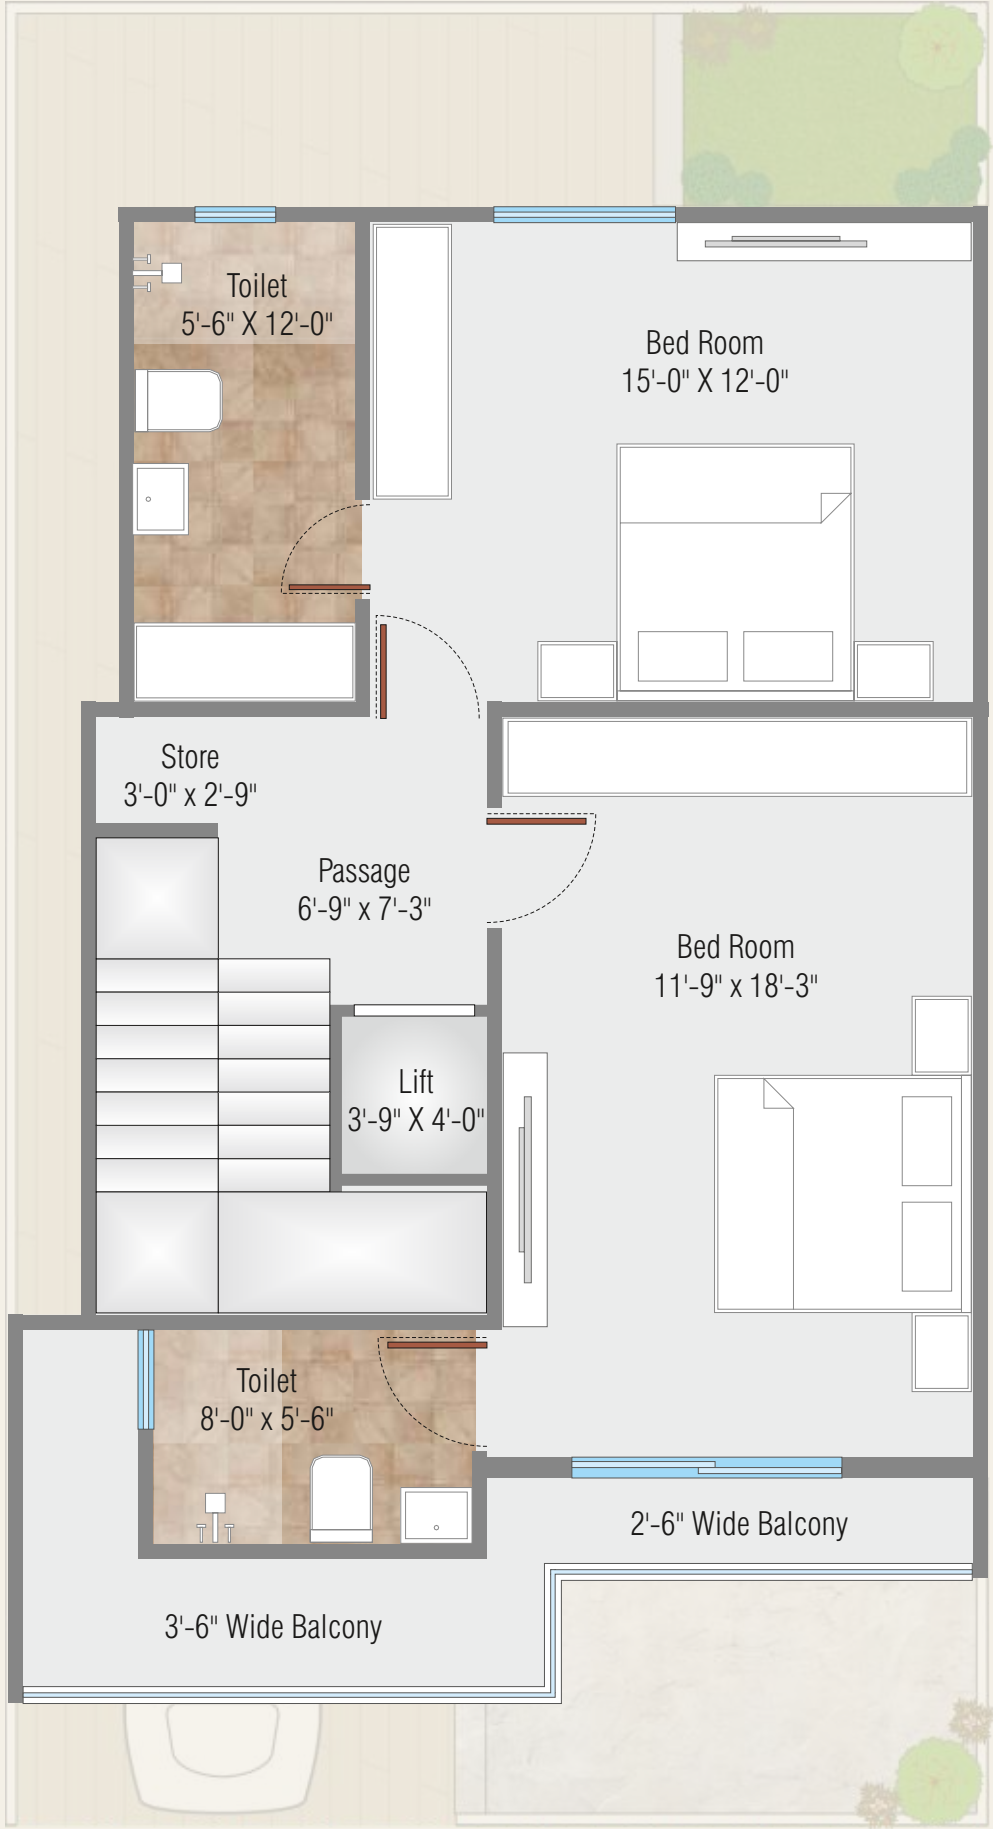 Toilet
5'-6" X 12'-0"
Bed Room
15'-0" X 12'-0"
Store
3'-0" x 2'-9"
Passage
6'-9" x 7'-3"
Bed Room
11'-9" x 18'-3"
Lift
3'-9" X 4'-0"
Toilet
8'-0" x 5'-6"
2'-6" Wide Balcony
3'-6" Wide Balcony